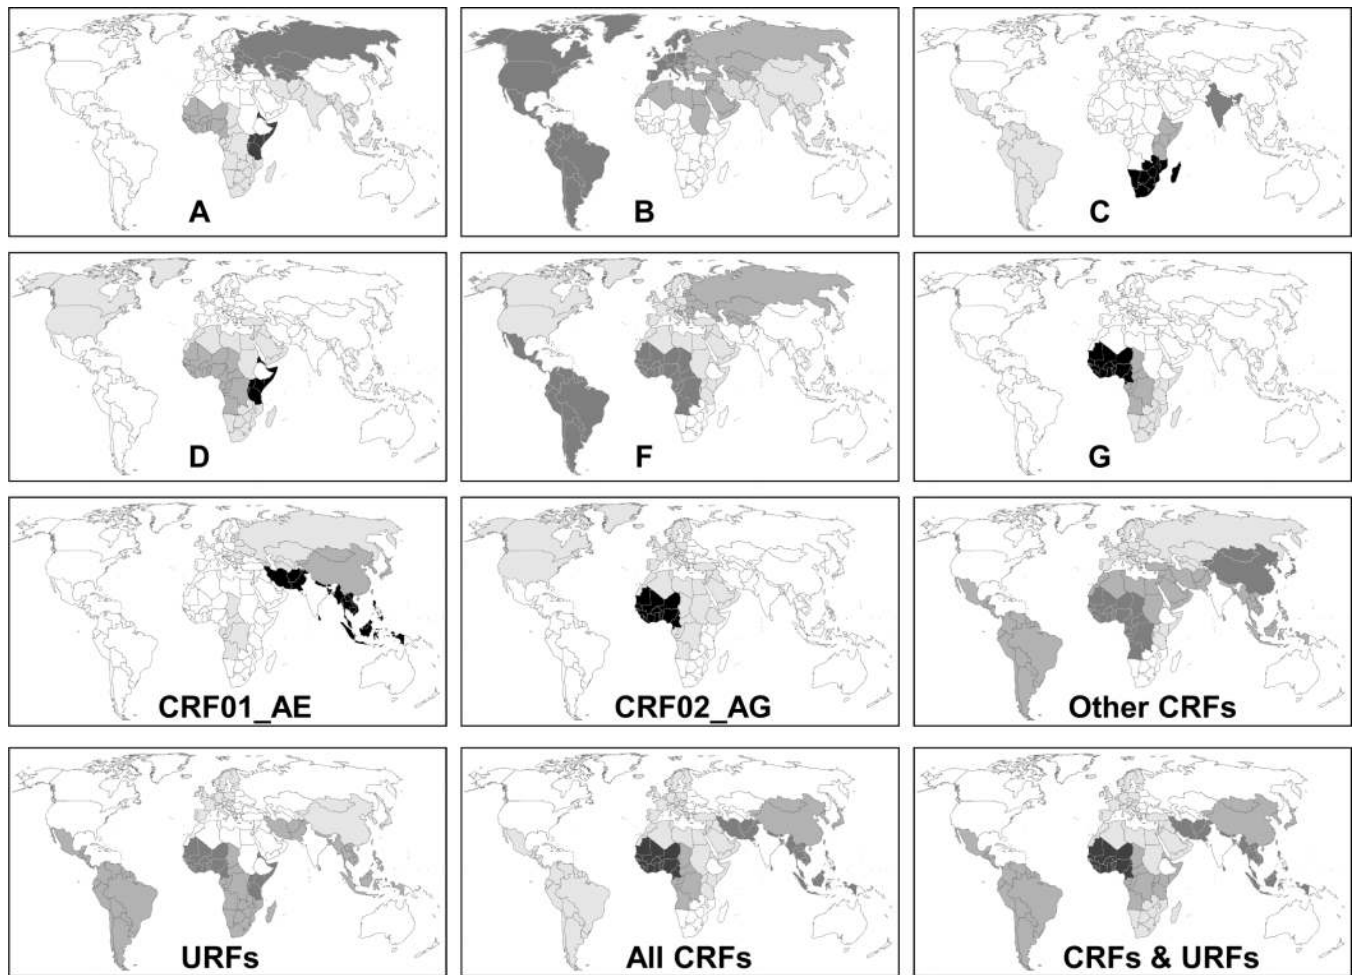 A
B
C
D
F
G
CRF01_AE
CRF02_AG
Other CRFs
URFs
All CRFs
CRFs & URFs